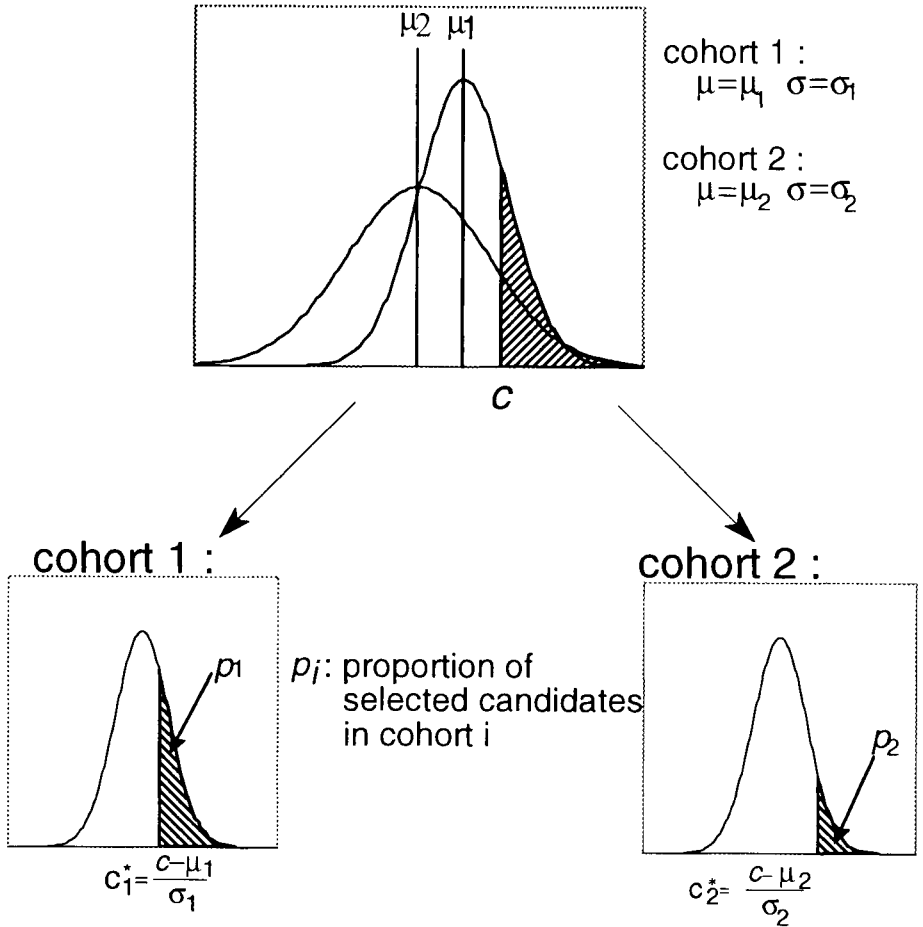 μ2 μ1
cohort 1 :
μ=μ1 σ=σ1
cohort 2 :
μ=μ2 σ=σ2
c
cohort 1 :
cohort 2 :
p1
pi: proportion of
selected candidates
in cohort i
p2
c1*= c-μ1 / σ1
c2*= c-μ2 / σ2